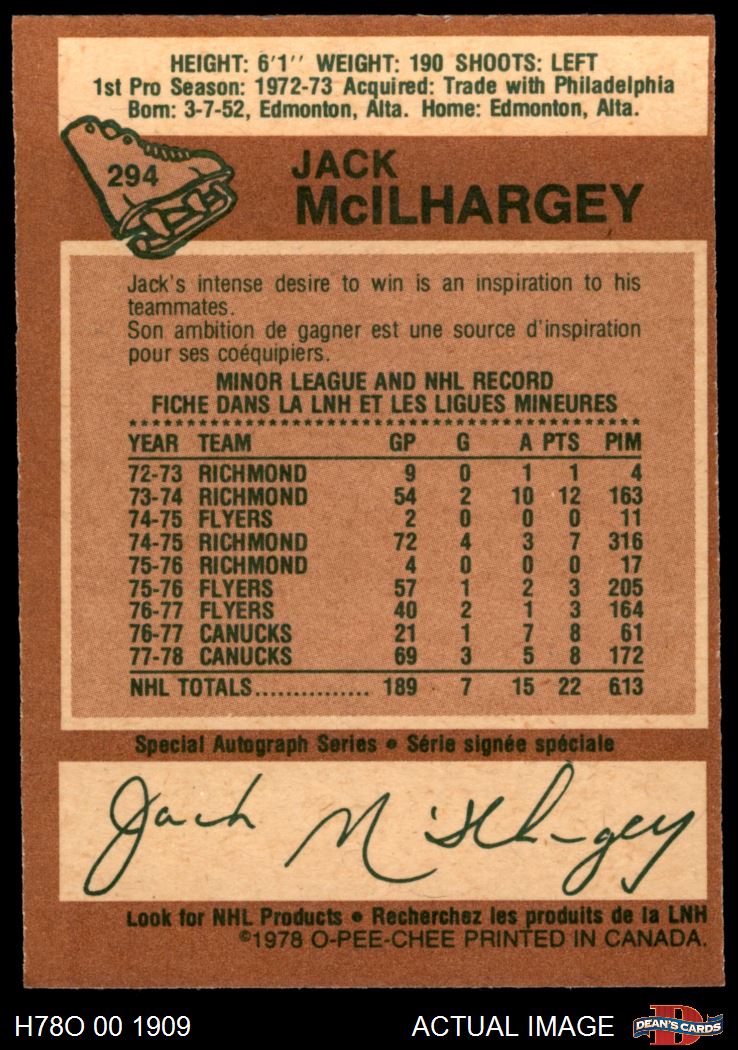 HEIGHT: 6'1'' WEIGHT: 190 SHOOTS: LEFT
1st Pro Season: 1972-73 Acquired: Trade with Philadelphia
Born: 3-7-52, Edmonton, Alta. Home: Edmonton, Alta.
294
JACK
McILHARGEY
Jack's intense desire to win is an inspiration to his
teammates.
Son ambition de gagner est une source d'inspiration
pour ses coéquipiers.
MINOR LEAGUE AND NHL RECORD
FICHE DANS LA LNH ET LES LIGUES MINEURES
YEAR TEAM GP G A PTS PIM
72-73 RICHMOND 9 0 1 1 4
73-74 RICHMOND 54 2 10 12 163
74-75 FLYERS 2 0 0 0 11
74-75 RICHMOND 72 4 3 7 316
75-76 RICHMOND 4 0 0 0 17
75-76 FLYERS 57 1 2 3 205
76-77 FLYERS 40 2 1 3 164
76-77 CANUCKS 21 1 7 8 61
77-78 CANUCKS 69 3 5 8 172
NHL TOTALS................ 189 7 15 22 613
Special Autograph Series • Série signée spéciale
Jack McIlhargey
Look for NHL Products • Recherchez les produits de la LNH
©1978 O-PEE-CHEE PRINTED IN CANADA.
H78O 00 1909 ACTUAL IMAGE DEAN'S CARDS